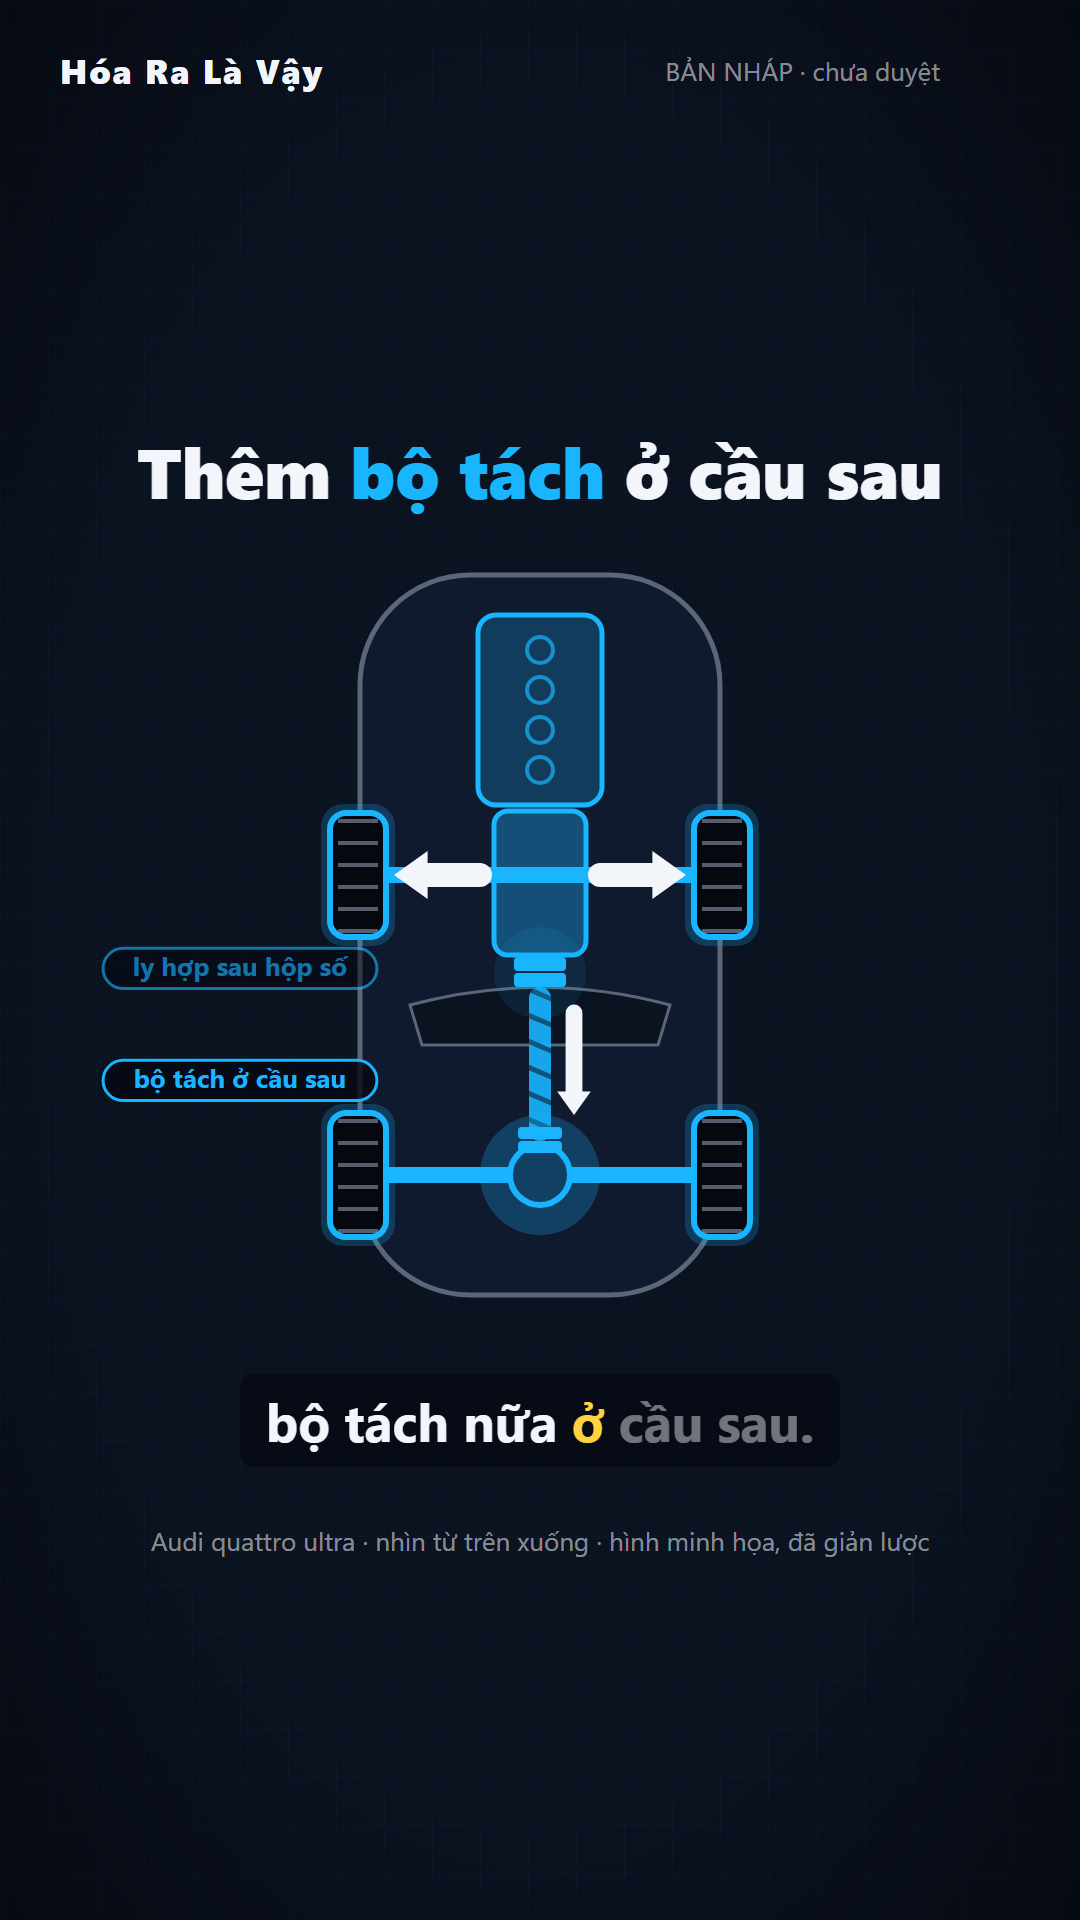 Hóa Ra Là Vậy
BẢN NHÁP · chưa duyệt
Thêm bộ tách ở cầu sau
ly hợp sau hộp số
bộ tách ở cầu sau
bộ tách nữa ở cầu sau.
Audi quattro ultra · nhìn từ trên xuống · hình minh họa, đã giản lược